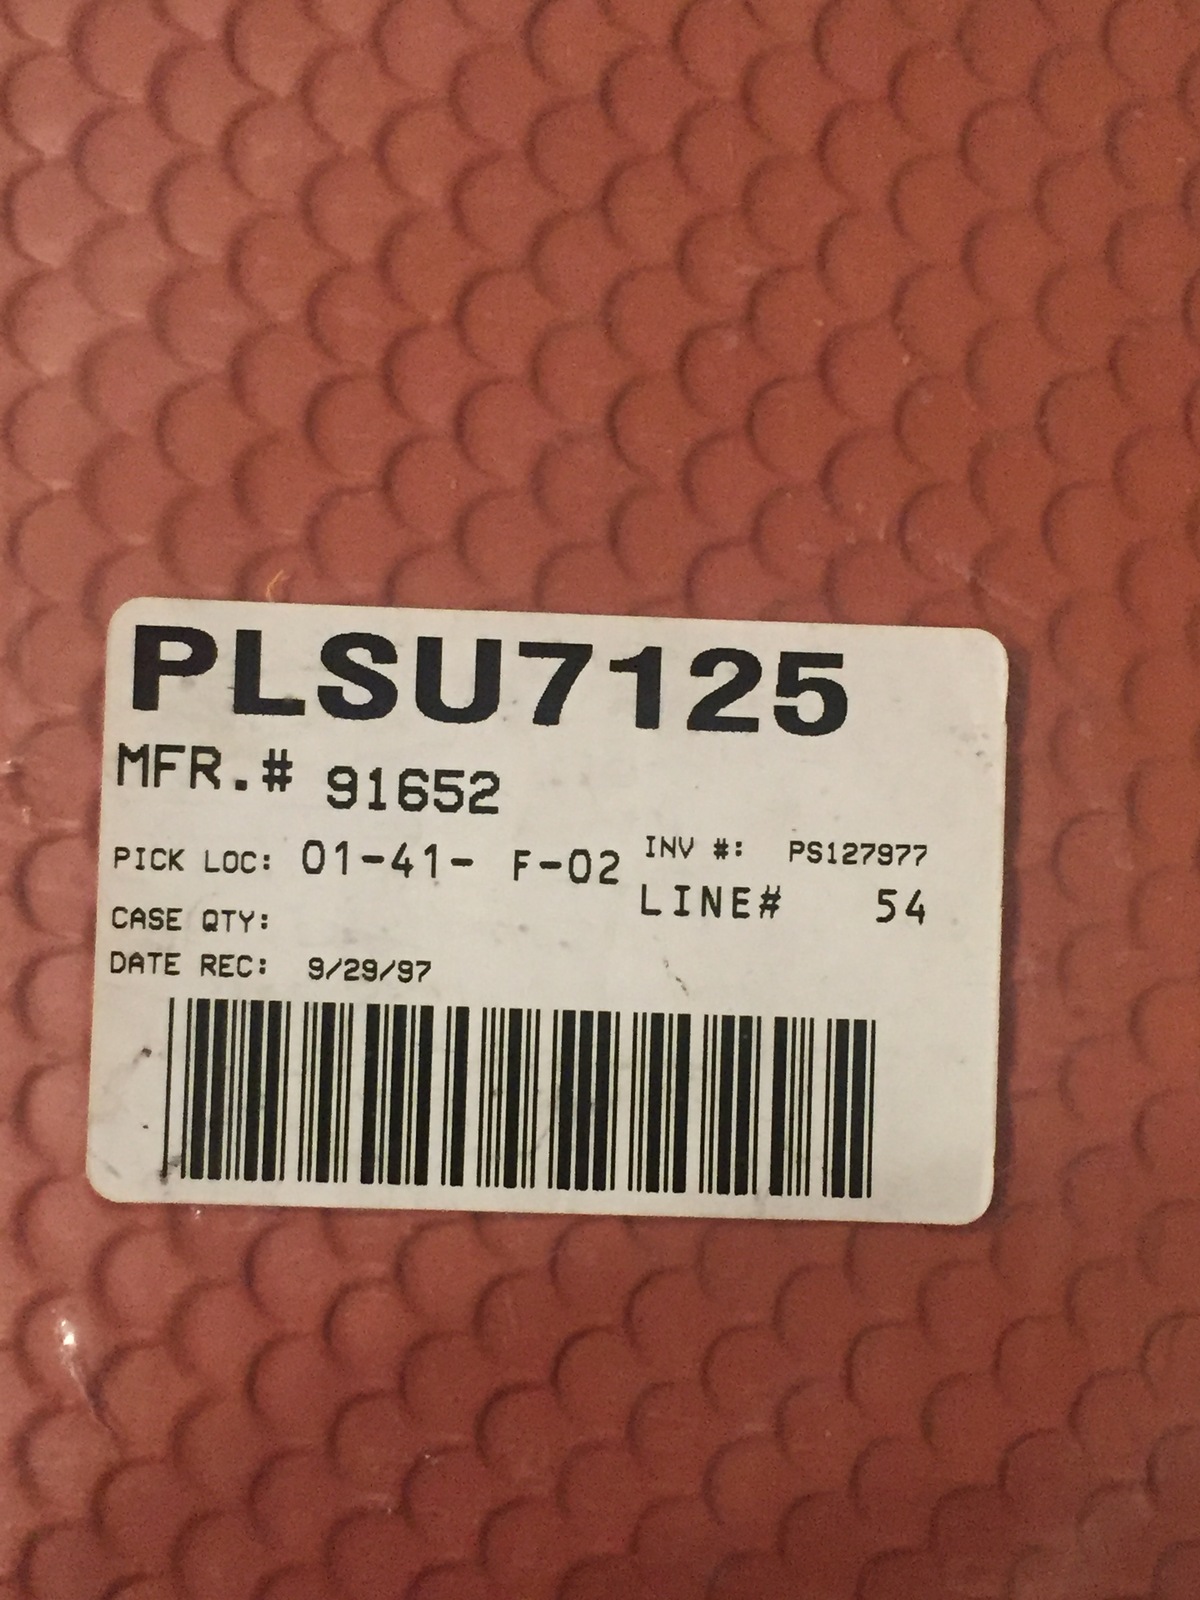 PLSU7125
MFR.# 91652
PICK LOC: 01-41- F-02 INV #: PS127977
LINE# 54
CASE QTY:
DATE REC: 9/29/97